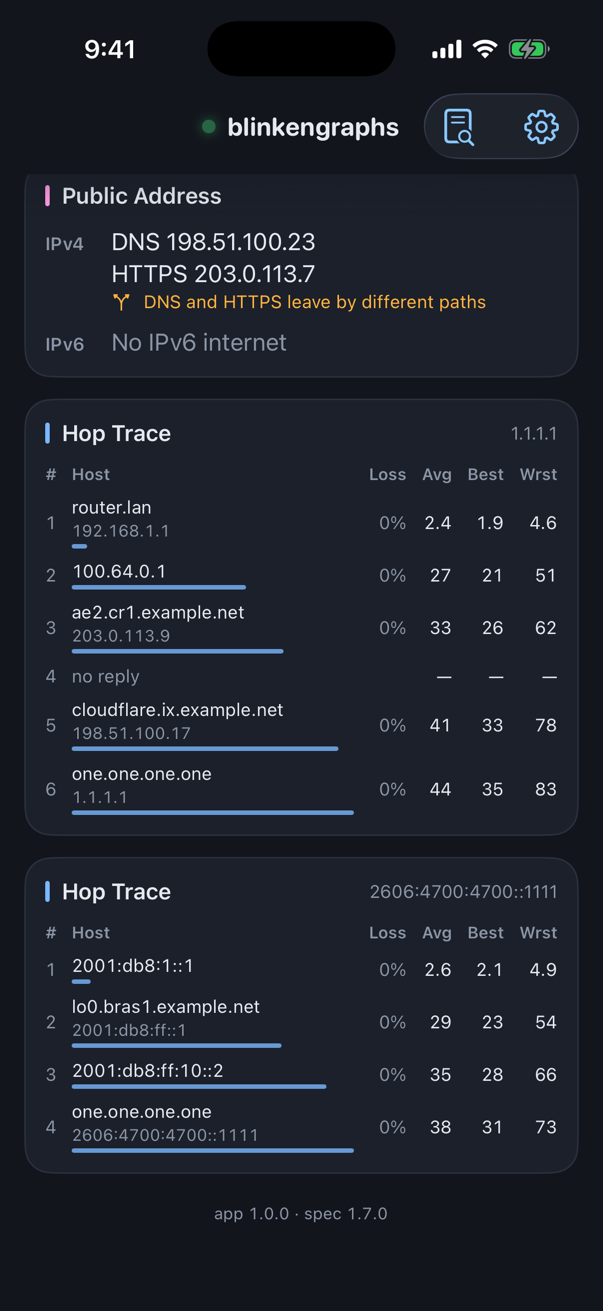 9:41
blinkengraphs
Public Address
IPv4 DNS 198.51.100.23
HTTPS 203.0.113.7
DNS and HTTPS leave by different paths
IPv6 No IPv6 internet
Hop Trace 1.1.1.1
# Host Loss Avg Best Wrst
router.lan
1 192.168.1.1 0% 2.4 1.9 4.6
2 100.64.0.1 0% 27 21 51
ae2.cr1.example.net
3 203.0.113.9 0% 33 26 62
4 no reply — — —
cloudflare.ix.example.net
5 198.51.100.17 0% 41 33 78
one.one.one.one
6 1.1.1.1 0% 44 35 83
Hop Trace 2606:4700:4700::1111
# Host Loss Avg Best Wrst
1 2001:db8:1::1 0% 2.6 2.1 4.9
lo0.bras1.example.net
2 2001:db8:ff::1 0% 29 23 54
3 2001:db8:ff:10::2 0% 35 28 66
one.one.one.one
4 2606:4700:4700::1111 0% 38 31 73
app 1.0.0 · spec 1.7.0